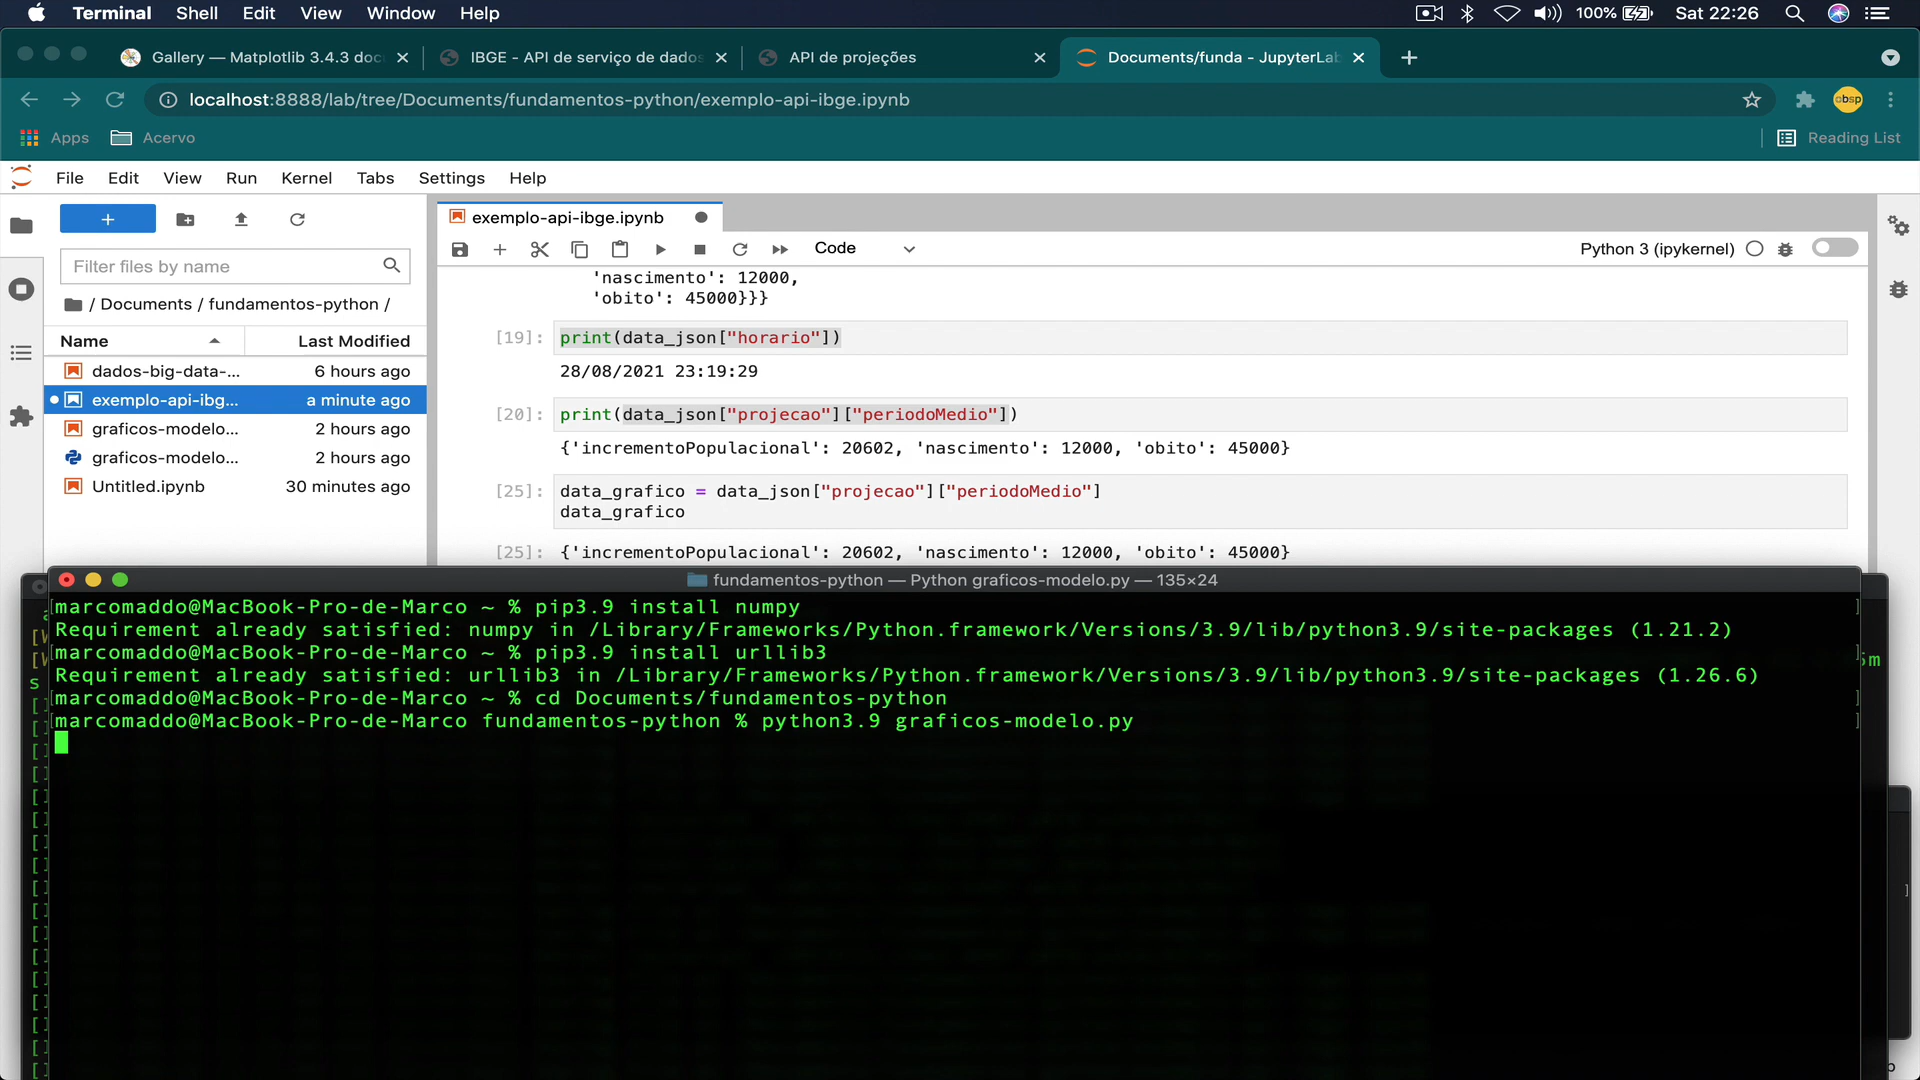 Terminal Shell Edit View Window Help 100% Sat 22:26
Gallery — Matplotlib 3.4.3 doc IBGE - API de serviço de dados API de projeções Documents/funda - JupyterLab
localhost:8888/lab/tree/Documents/fundamentos-python/exemplo-api-ibge.ipynb obsp
Apps Acervo Reading List
File Edit View Run Kernel Tabs Settings Help
exemplo-api-ibge.ipynb
Code Python 3 (ipykernel)
Filter files by name
/ Documents / fundamentos-python /
Name Last Modified
dados-big-data-... 6 hours ago
exemplo-api-ibg... a minute ago
graficos-modelo... 2 hours ago
graficos-modelo... 2 hours ago
Untitled.ipynb 30 minutes ago
'nascimento': 12000,
'obito': 45000}}}
[19]: print(data_json["horario"])
28/08/2021 23:19:29
[20]: print(data_json["projecao"]["periodoMedio"])
{'incrementoPopulacional': 20602, 'nascimento': 12000, 'obito': 45000}
[25]: data_grafico = data_json["projecao"]["periodoMedio"]
data_grafico
[25]: {'incrementoPopulacional': 20602, 'nascimento': 12000, 'obito': 45000}
fundamentos-python — Python graficos-modelo.py — 135×24
marcomaddo@MacBook-Pro-de-Marco ~ % pip3.9 install numpy
Requirement already satisfied: numpy in /Library/Frameworks/Python.framework/Versions/3.9/lib/python3.9/site-packages (1.21.2)
marcomaddo@MacBook-Pro-de-Marco ~ % pip3.9 install urllib3
Requirement already satisfied: urllib3 in /Library/Frameworks/Python.framework/Versions/3.9/lib/python3.9/site-packages (1.26.6)
marcomaddo@MacBook-Pro-de-Marco ~ % cd Documents/fundamentos-python
marcomaddo@MacBook-Pro-de-Marco fundamentos-python % python3.9 graficos-modelo.py